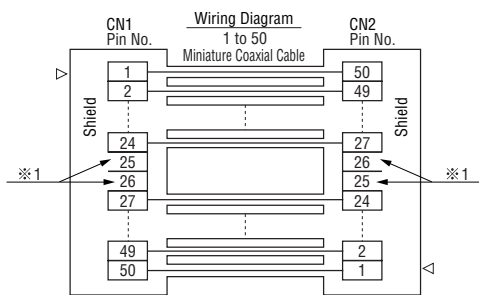 CN1
Pin No.
Wiring Diagram
1 to 50
Miniature Coaxial Cable
CN2
Pin No.
1
50
2
49
Shield
Shield
24
27
25
26
※1
※1
26
25
27
24
49
2
50
1